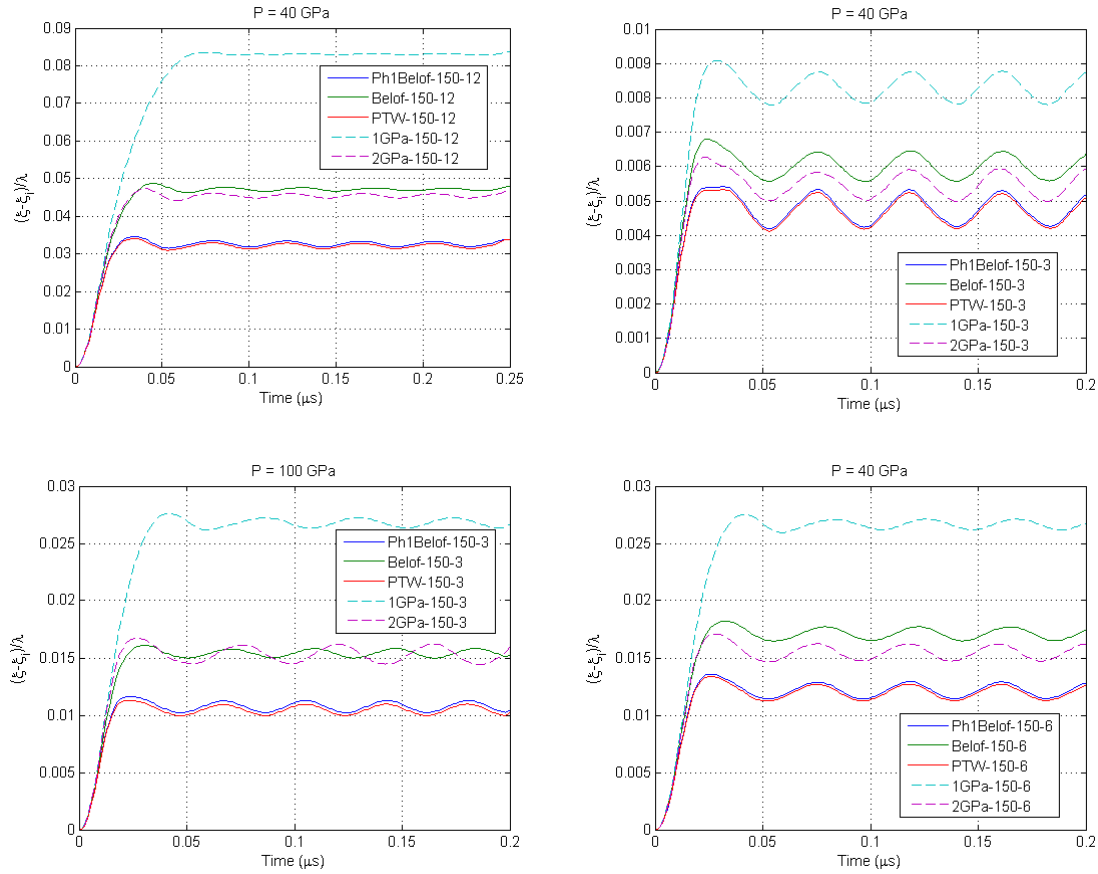 P = 40 GPa
0.09
0.08
0.07
0.06
0.05
0.04
0.03
0.02
0.01
0
(ξ-ξi)/λ
Ph1Belof-150-12
Belof-150-12
PTW-150-12
1GPa-150-12
2GPa-150-12
0 0.05 0.1 0.15 0.2 0.25
Time (μs)
P = 40 GPa
0.01
0.009
0.008
0.007
0.006
0.005
0.004
0.003
0.002
0.001
0
(ξ-ξi)/λ
Ph1Belof-150-3
Belof-150-3
PTW-150-3
1GPa-150-3
2GPa-150-3
0 0.05 0.1 0.15 0.2
Time (μs)
P = 100 GPa
0.03
0.025
0.02
0.015
0.01
0.005
0
(ξ-ξi)/λ
Ph1Belof-150-3
Belof-150-3
PTW-150-3
1GPa-150-3
2GPa-150-3
0 0.05 0.1 0.15 0.2
Time (μs)
P = 40 GPa
0.03
0.025
0.02
0.015
0.01
0.005
0
(ξ-ξi)/λ
Ph1Belof-150-6
Belof-150-6
PTW-150-6
1GPa-150-6
2GPa-150-6
0 0.05 0.1 0.15 0.2
Time (μs)